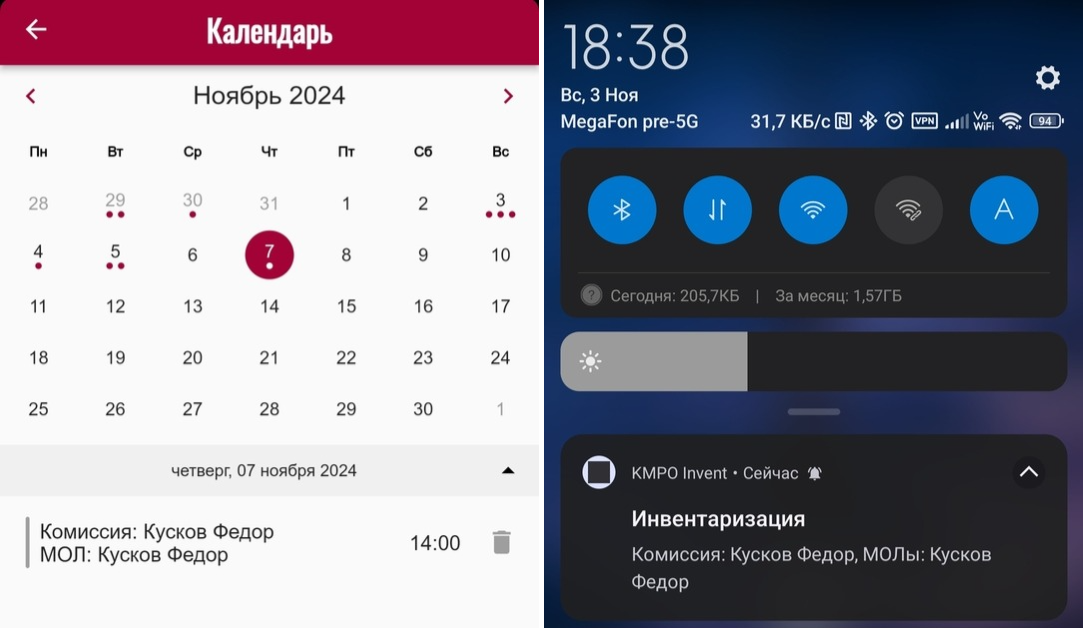 Календарь
Ноябрь 2024
Пн Вт Ср Чт Пт Сб Вс
28 29 30 31 1 2 3
4 5 6 7 8 9 10
11 12 13 14 15 16 17
18 19 20 21 22 23 24
25 26 27 28 29 30 1
четверг, 07 ноября 2024
Комиссия: Кусков Федор
МОЛ: Кусков Федор
14:00
18:38
Вс, 3 Ноя
MegaFon pre-5G 31,7 КБ/с VPN Vo WiFi 94
A
? Сегодня: 205,7КБ | За месяц: 1,57ГБ
KMPO Invent • Сейчас
Инвентаризация
Комиссия: Кусков Федор, МОЛы: Кусков
Федор